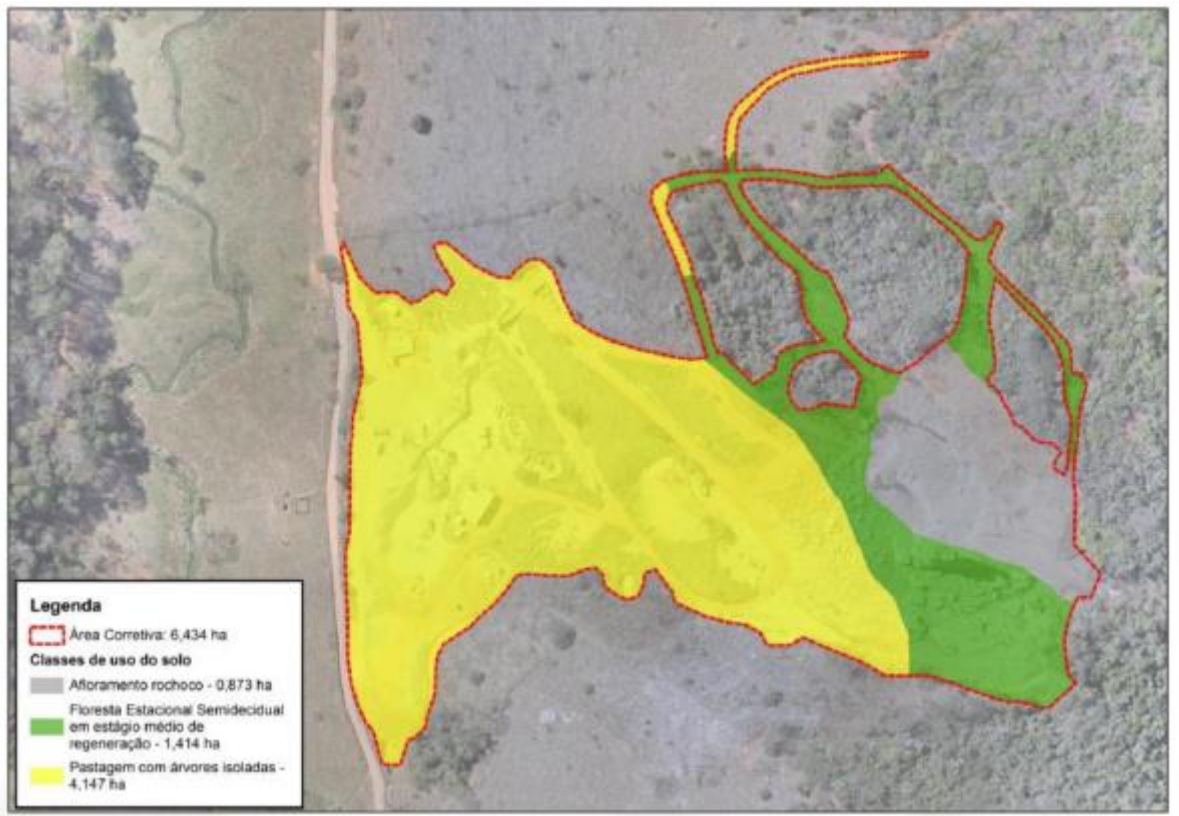 Legenda
Área Corretiva: 6,434 ha
Classes de uso do solo
Afloramento rochoco - 0,873 ha
Floresta Estacional Semidecidual
em estágio médio de
regeneração - 1,414 ha
Pastagem com árvores isoladas -
4,147 ha